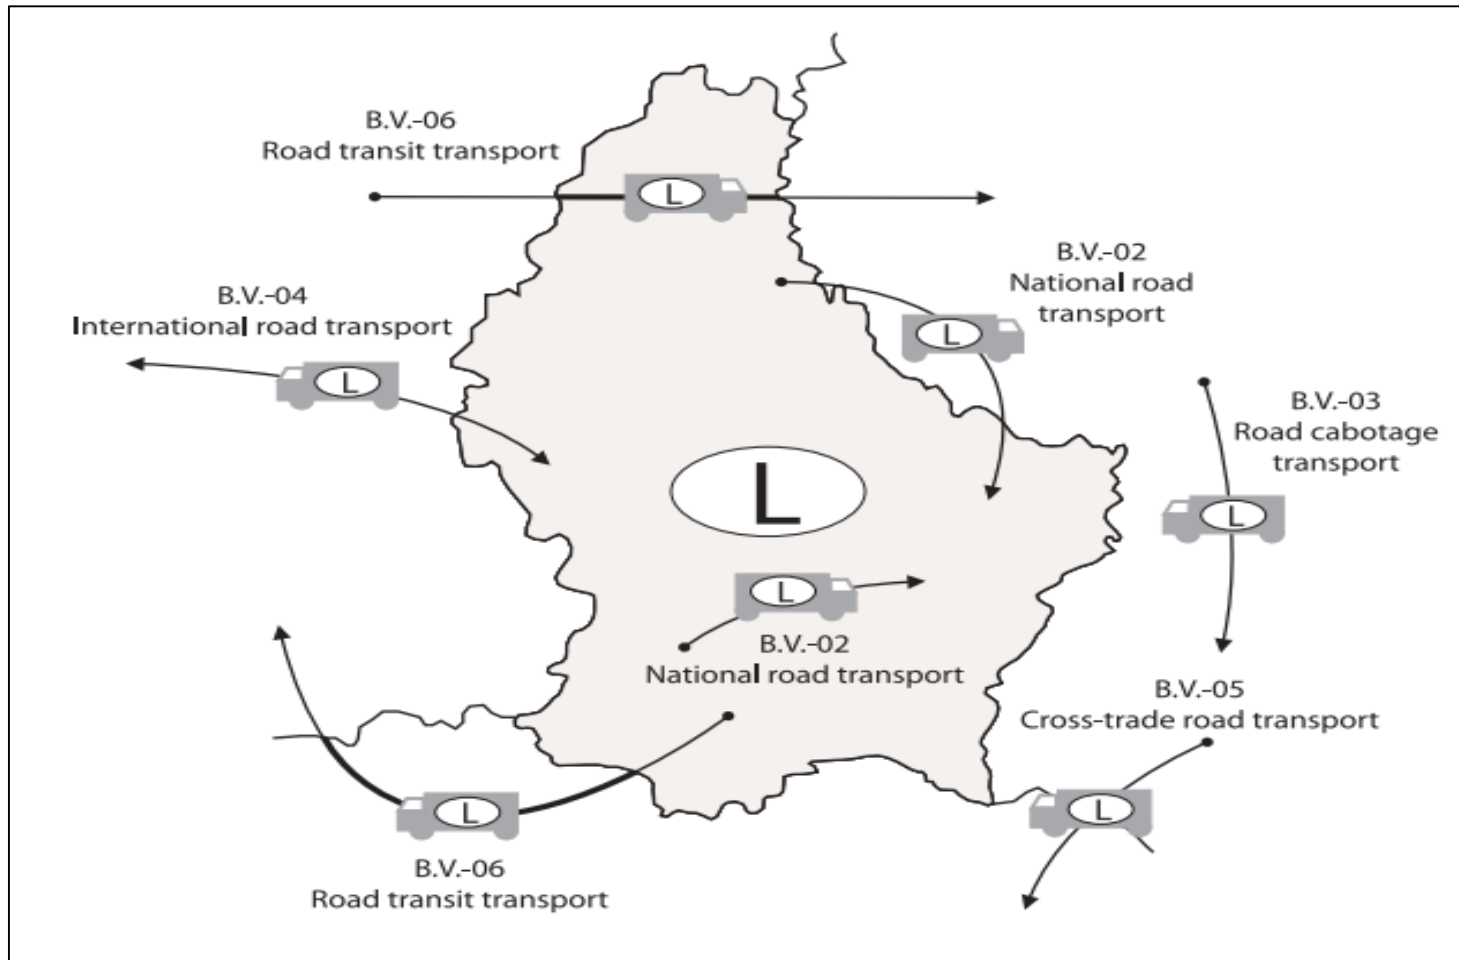 B.V.-06
Road transit transport
L
B.V.-02
National road
transport
L
B.V.-04
International road transport
L
B.V.-03
Road cabotage
transport
L
L
L
B.V.-02
National road transport
B.V.-05
Cross-trade road transport
L
L
B.V.-06
Road transit transport